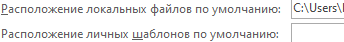 Расположение локальных файлов по умолчанию: C:\Users\
Расположение личных шаблонов по умолчанию: